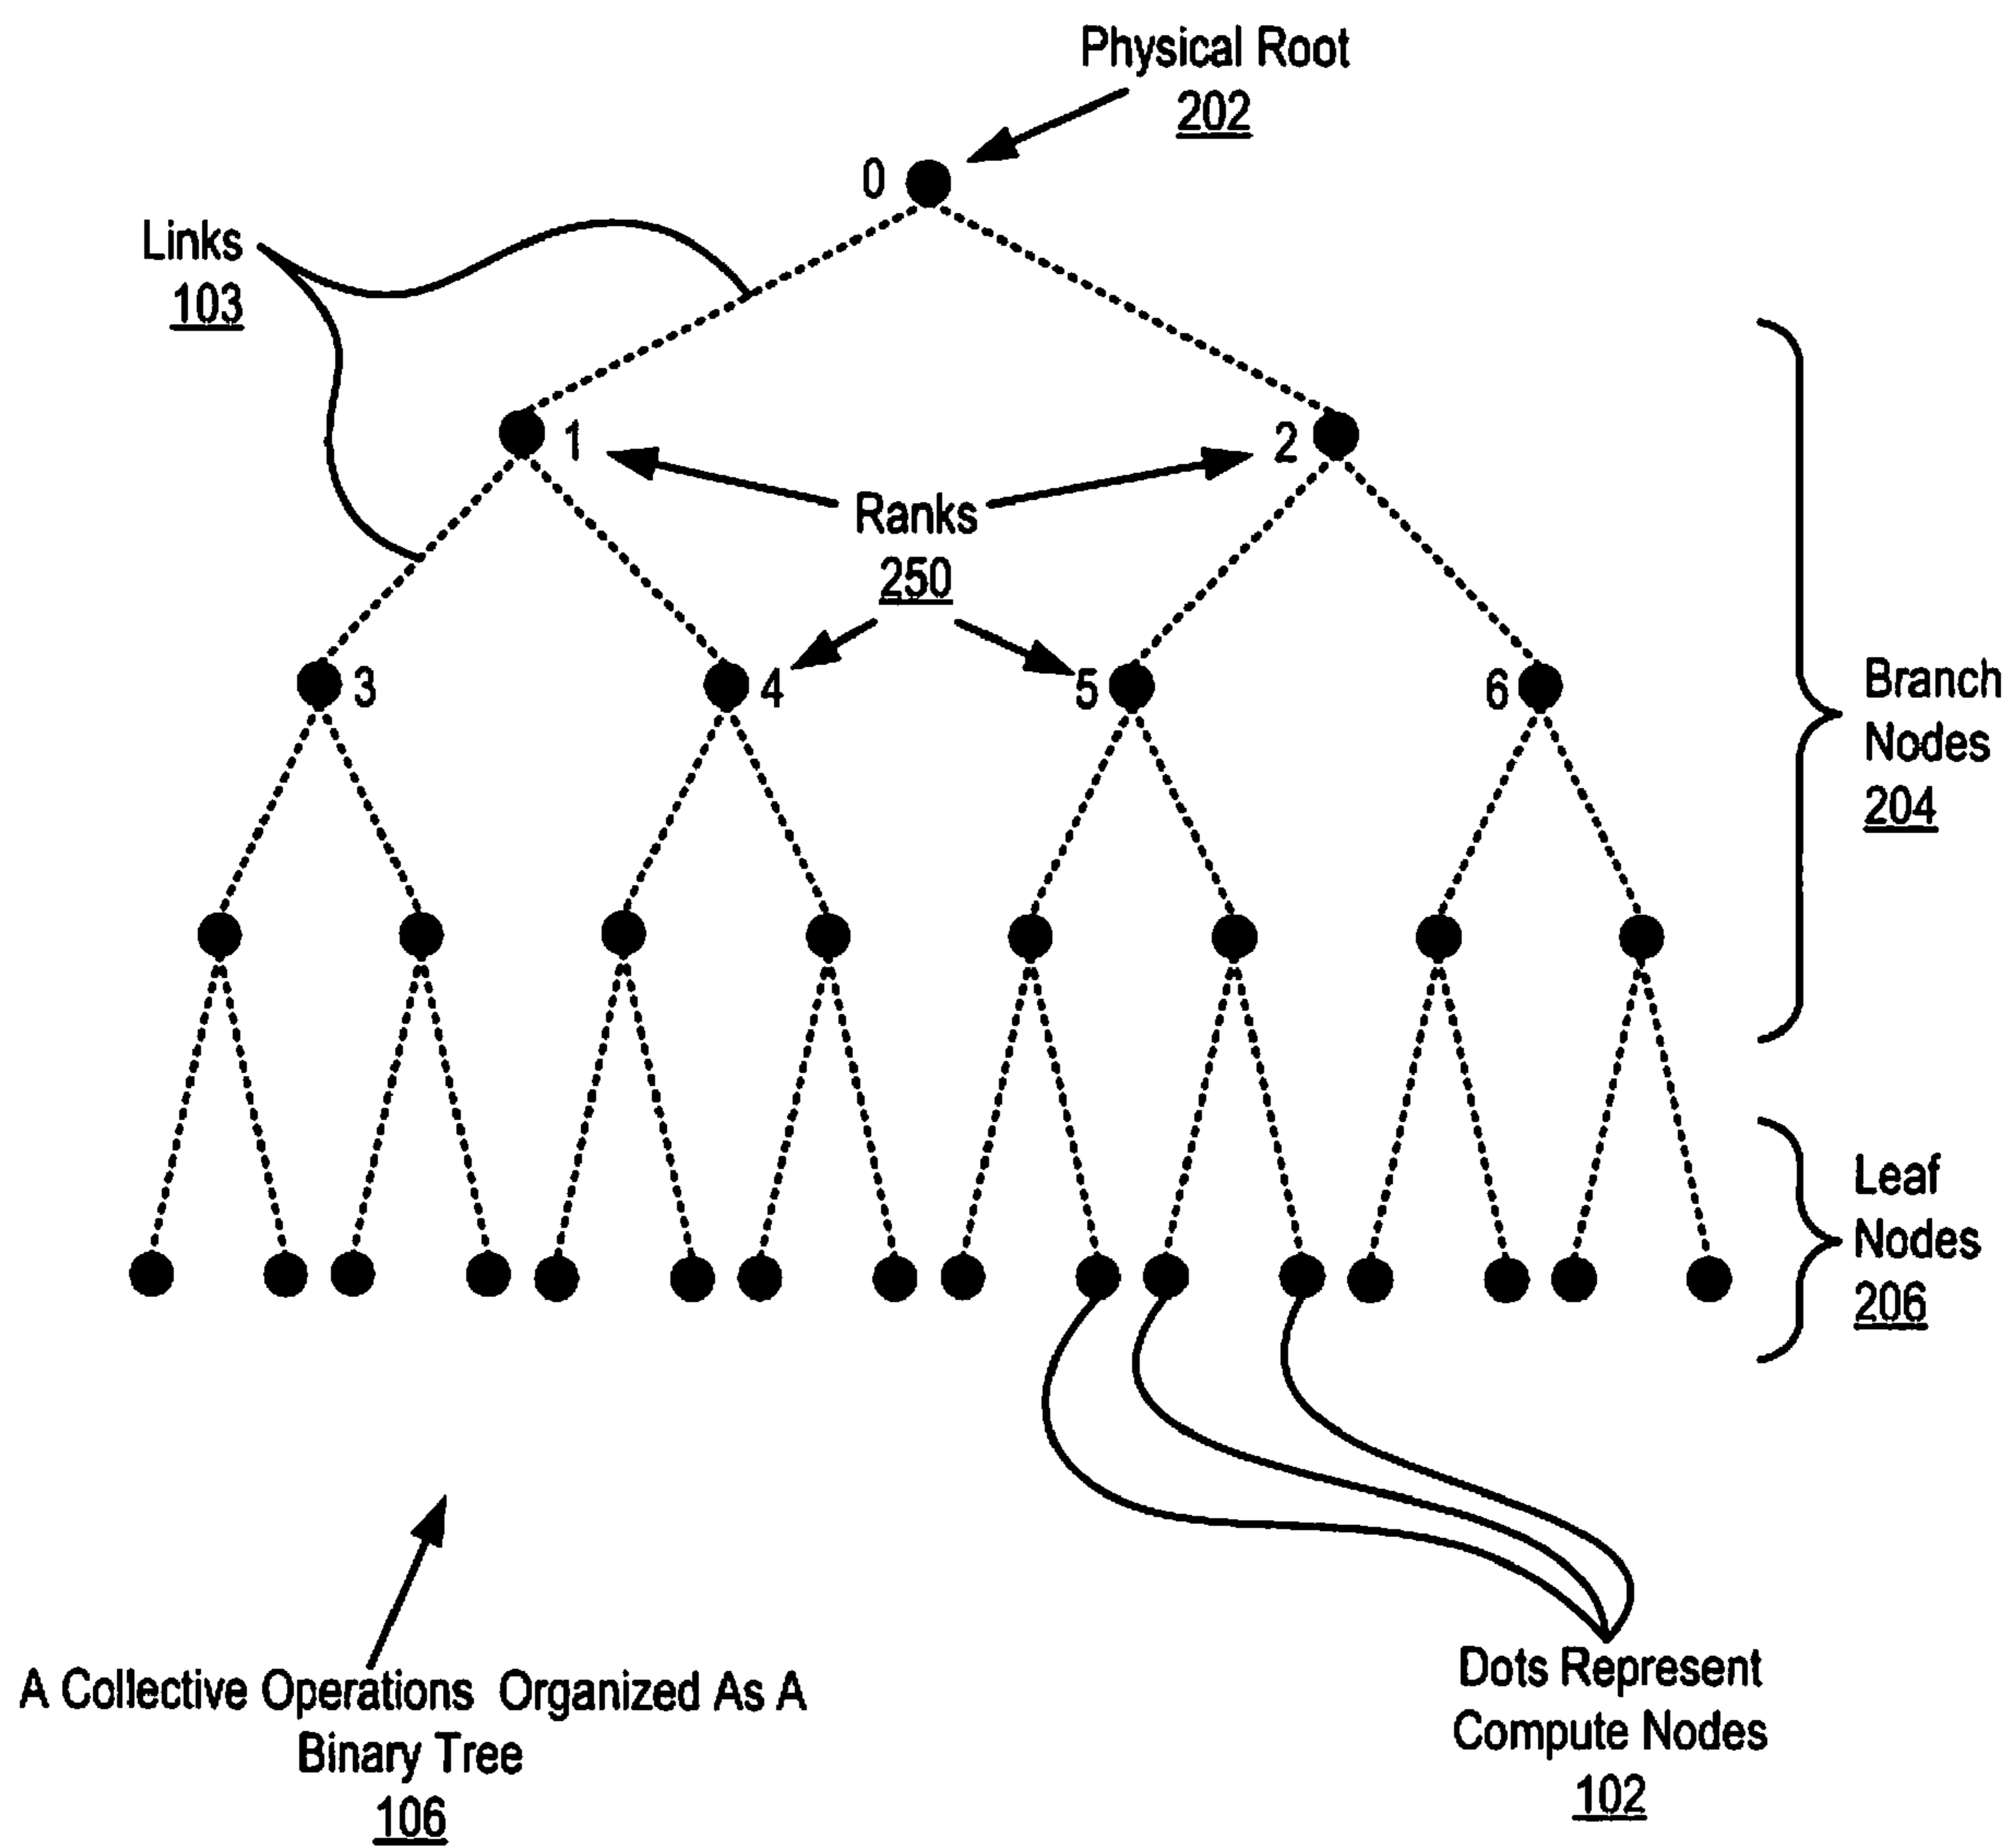 Physical Root
202
0
Links
103
1
2
Ranks
250
3
4
5
6
Branch
Nodes
204
Leaf
Nodes
206
A Collective Operations Organized As A
Binary Tree
106
Dots Represent
Compute Nodes
102